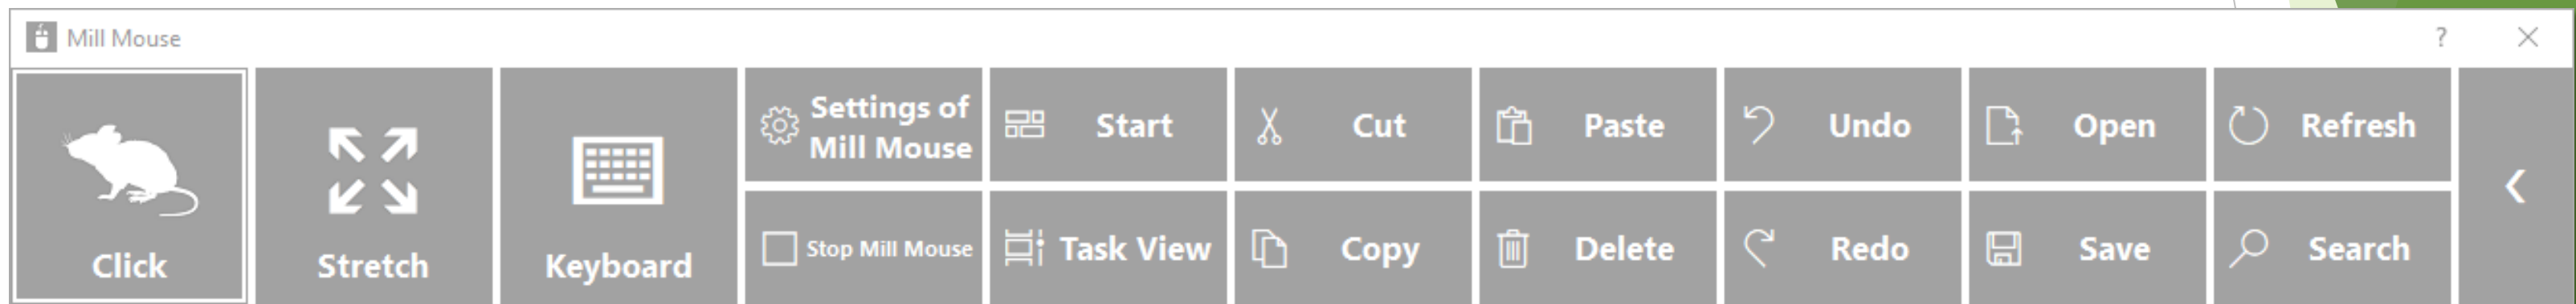 Mill Mouse
?
Click
Stretch
Keyboard
Settings of
Mill Mouse
Stop Mill Mouse
Start
Task View
Cut
Copy
Paste
Delete
Undo
Redo
Open
Save
Refresh
Search